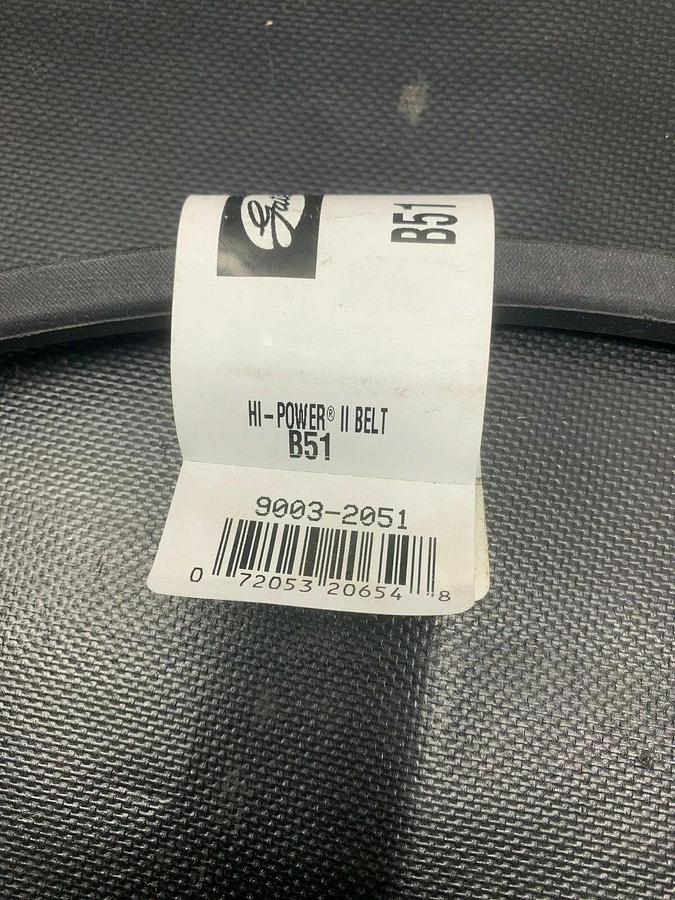 B51
HI-POWER® II BELT
B51
9003-2051
0 72053 20654 8